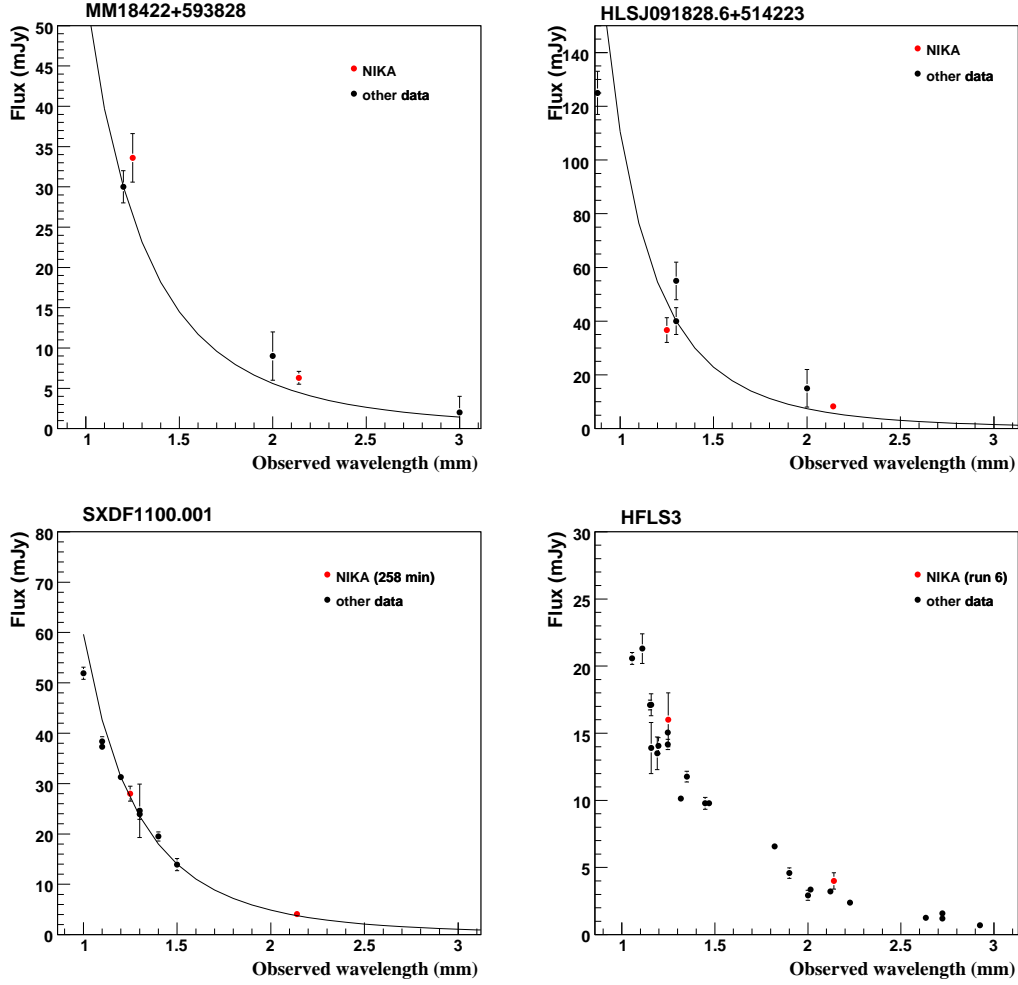 MM18422+593828
Flux (mJy)
50
45
40
35
30
25
20
15
10
5
0
NIKA
other data
1
1.5
2
2.5
3
Observed wavelength (mm)
HLSJ091828.6+514223
Flux (mJy)
140
120
100
80
60
40
20
0
NIKA
other data
1
1.5
2
2.5
3
Observed wavelength (mm)
SXDF1100.001
Flux (mJy)
80
70
60
50
40
30
20
10
0
NIKA (258 min)
other data
1
1.5
2
2.5
3
Observed wavelength (mm)
HFLS3
Flux (mJy)
30
25
20
15
10
5
0
NIKA (run 6)
other data
1
1.5
2
2.5
3
Observed wavelength (mm)